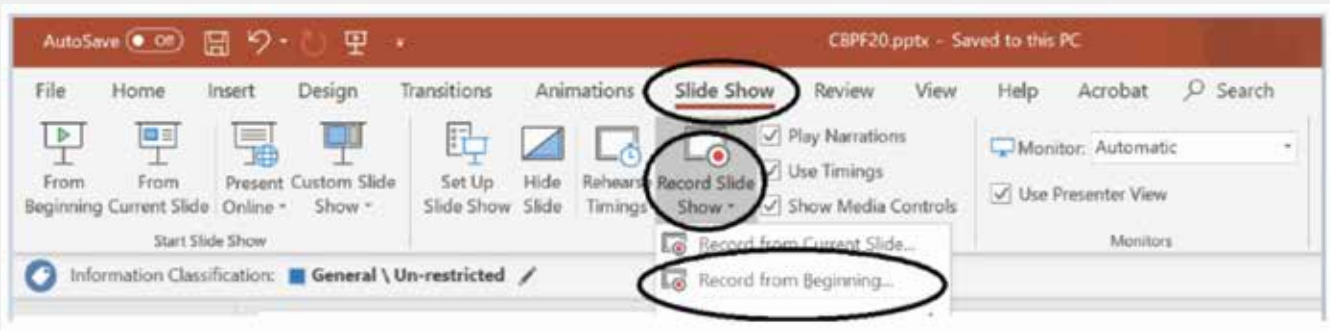 AutoSave Off CBPF20.pptx - Saved to this PC
File Home Insert Design Transitions Animations Slide Show Review View Help Acrobat Search
From Beginning
From Current Slide
Present Online
Custom Slide Show
Set Up Slide Show
Hide Slide
Rehearse Timings
Record Slide Show
Play Narrations
Use Timings
Show Media Controls
Monitor: Automatic
Use Presenter View
Start Slide Show
Monitors
Record from Current Slide...
Record from Beginning...
Information Classification: General \ Un-restricted